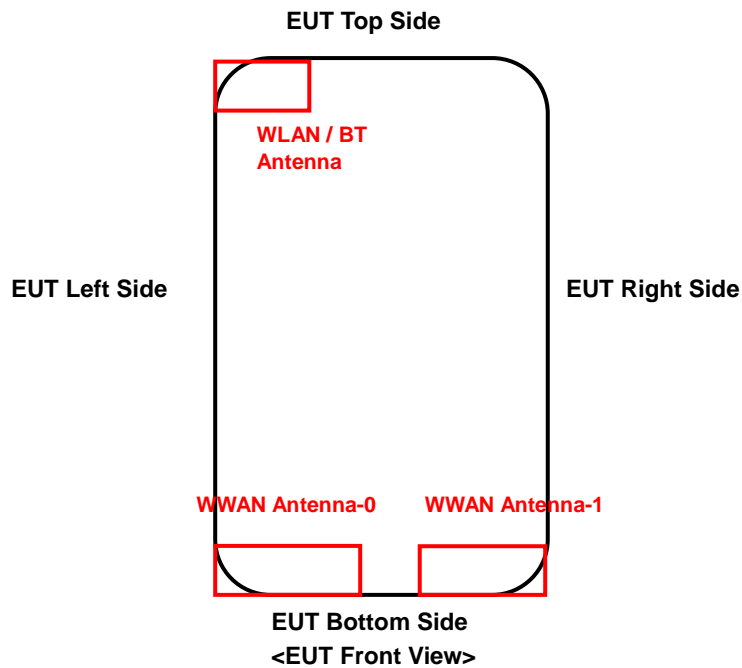 EUT Top Side
WLAN / BT
Antenna
EUT Left Side
EUT Right Side
WWAN Antenna-0
WWAN Antenna-1
EUT Bottom Side
<EUT Front View>